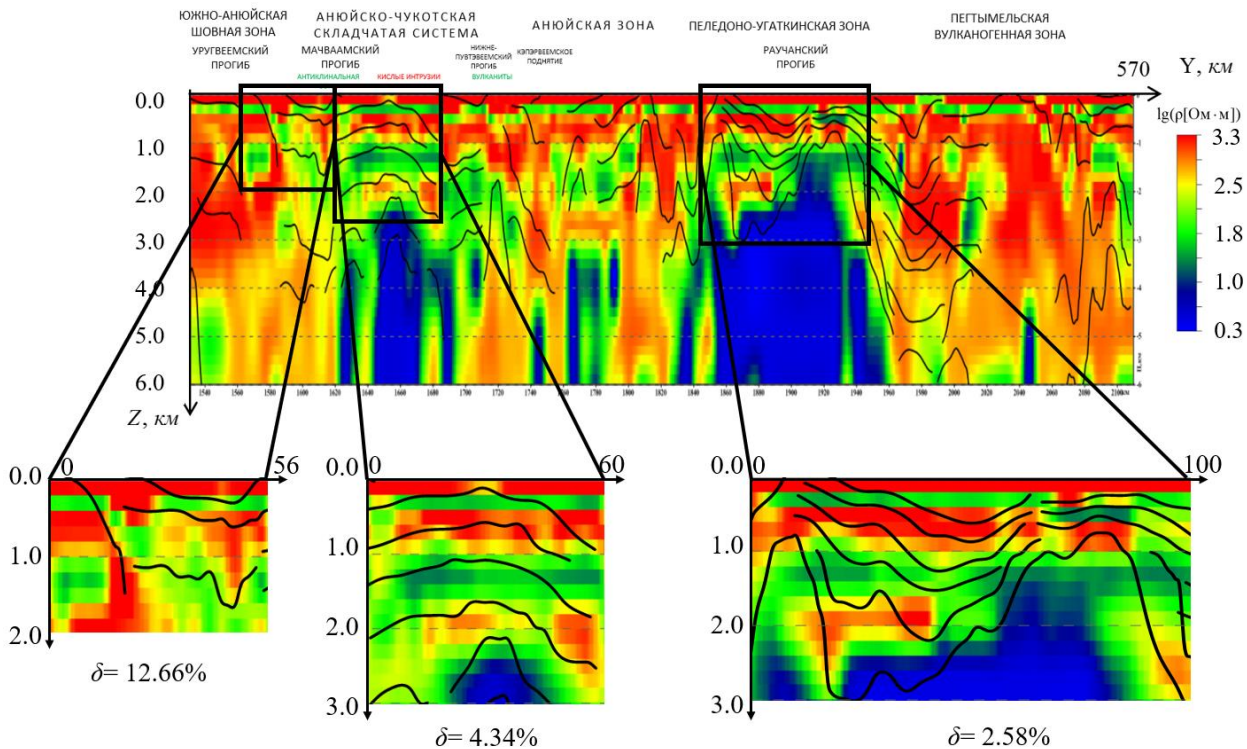 ЮЖНО-АНЮЙСКАЯ
ШОВНАЯ ЗОНА
УРУГВЕЕМСКИЙ
ПРОГИБ
АНЮЙСКО-ЧУКОТСКАЯ
СКЛАДЧАТАЯ СИСТЕМА
МАЧВААМСКИЙ
ПРОГИБ
АНТИКЛИНАЛЬНАЯ
КИСЛЫЕ ИНТРУЗИИ
НИЖНЕ-
ПУВТЭВЕЕМСКИЙ
ПРОГИБ
ВУЛКАНИТЫ
АНЮЙСКАЯ ЗОНА
КЭПЭРВЕЕМСКОЕ
ПОДНЯТИЕ
ПЕЛЕДОНО-УГАТКИНСКАЯ ЗОНА
РАУЧАНСКИЙ
ПРОГИБ
ПЕГТЫМЕЛЬСКАЯ
ВУЛКАНОГЕННАЯ ЗОНА
570 Y, км
0.0
1.0
2.0
3.0
4.0
5.0
6.0
Z, км
lg(ρ[Ом·м])
3.3
2.5
1.8
1.0
0.3
1540 1560 1580 1600 1620 1640 1660 1680 1700 1720 1740 1760 1780 1800 1820 1840 1860 1880 1900 1920 1940 1960 1980 2000 2020 2040 2060 2080
0.0 0 56
1.0
2.0
δ= 12.66%
0.0 0 60
1.0
2.0
3.0
δ= 4.34%
0.0 0 100
1.0
2.0
3.0
δ= 2.58%